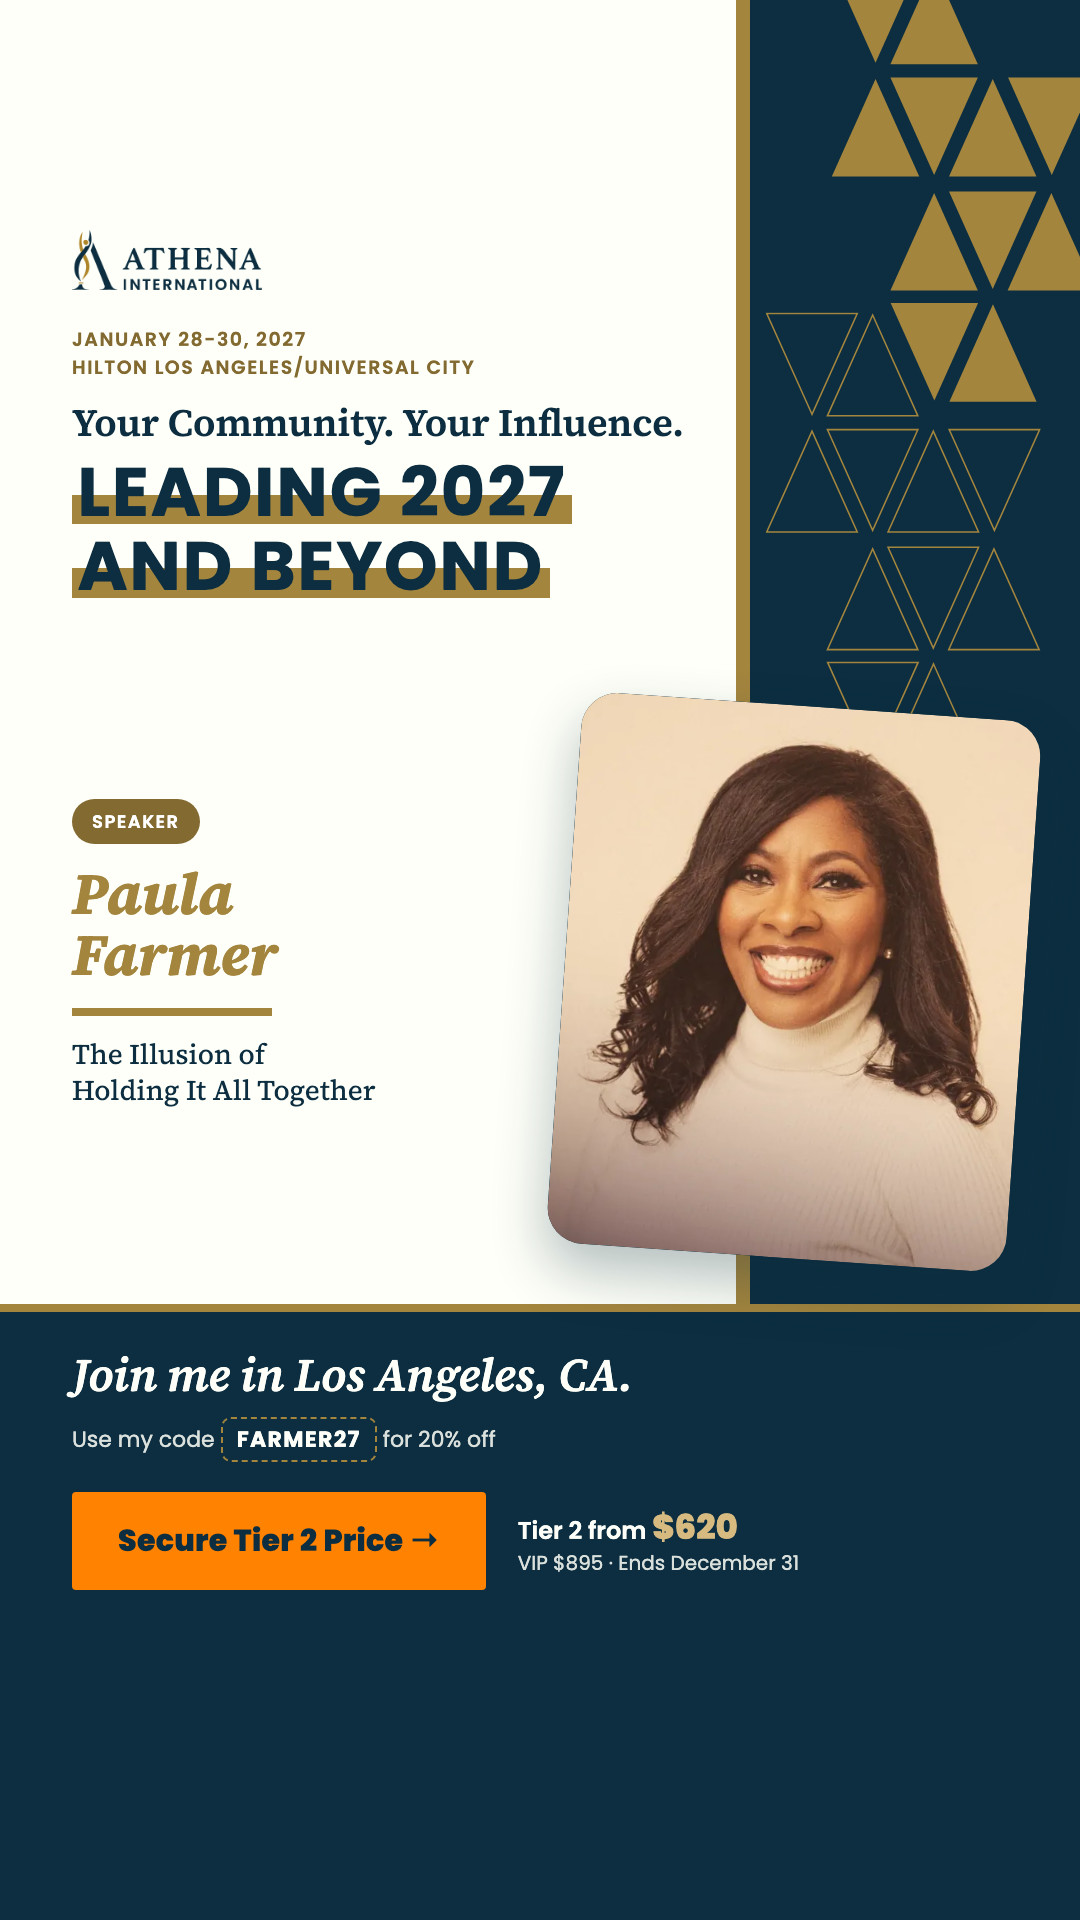 ATHENA
INTERNATIONAL
JANUARY 28-30, 2027
HILTON LOS ANGELES/UNIVERSAL CITY
Your Community. Your Influence.
LEADING 2027
AND BEYOND
SPEAKER
Paula
Farmer
The Illusion of
Holding It All Together
Join me in Los Angeles, CA.
Use my code FARMER27 for 20% off
Secure Tier 2 Price →
Tier 2 from $620
VIP $895 · Ends December 31